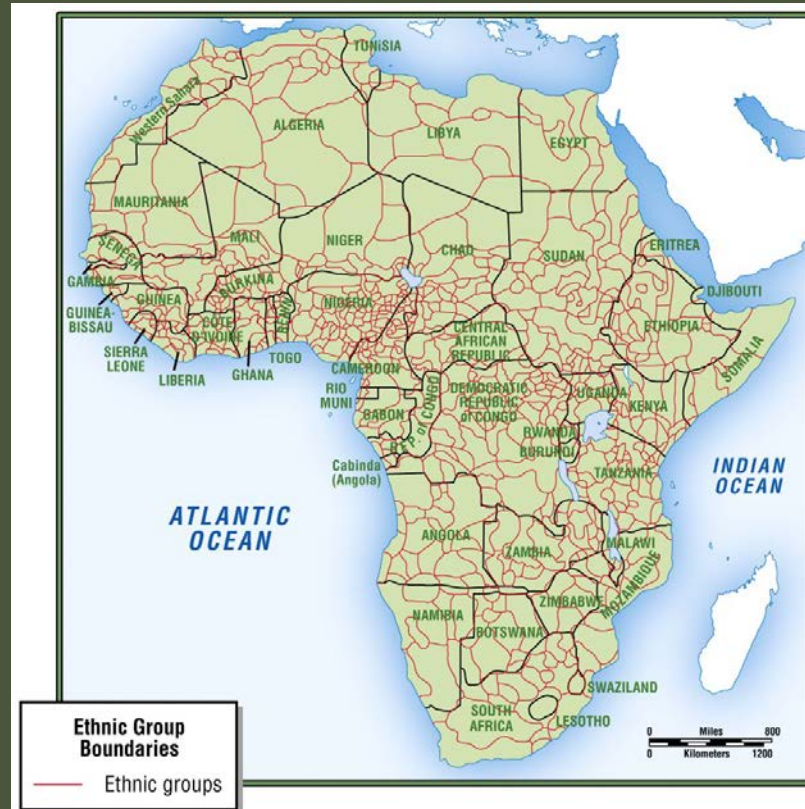 TUNISIA
Western Sahara
ALGERIA
LIBYA
EGYPT
MAURITANIA
MALI
NIGER
CHAD
SUDAN
ERITREA
SENEGA
GAMBIA
BURKINA
DJIBOUTI
GUINEA-
BISSAU
GUINEA
NIGERIA
BENIN
CÔTE
D'IVOIRE
ETHIOPIA
SIERRA
LEONE
CENTRAL
AFRICAN
REPUBLIC
SOMALIA
LIBERIA
GHANA
TOGO
CAMEROON
RIO
MUNI
DEMOCRATIC
REPUBLIC
of CONGO
UGANDA
KENYA
GABON
REP. of CONGO
RWANDA
BURUNDI
Cabinda
(Angola)
TANZANIA
INDIAN
OCEAN
ATLANTIC
OCEAN
ANGOLA
ZAMBIA
MALAWI
MOZAMBIQUE
NAMIBIA
ZIMBABWE
BOTSWANA
SWAZILAND
SOUTH
AFRICA
LESOTHO
0 Miles 800
0 Kilometers 1200
Ethnic Group
Boundaries
Ethnic groups